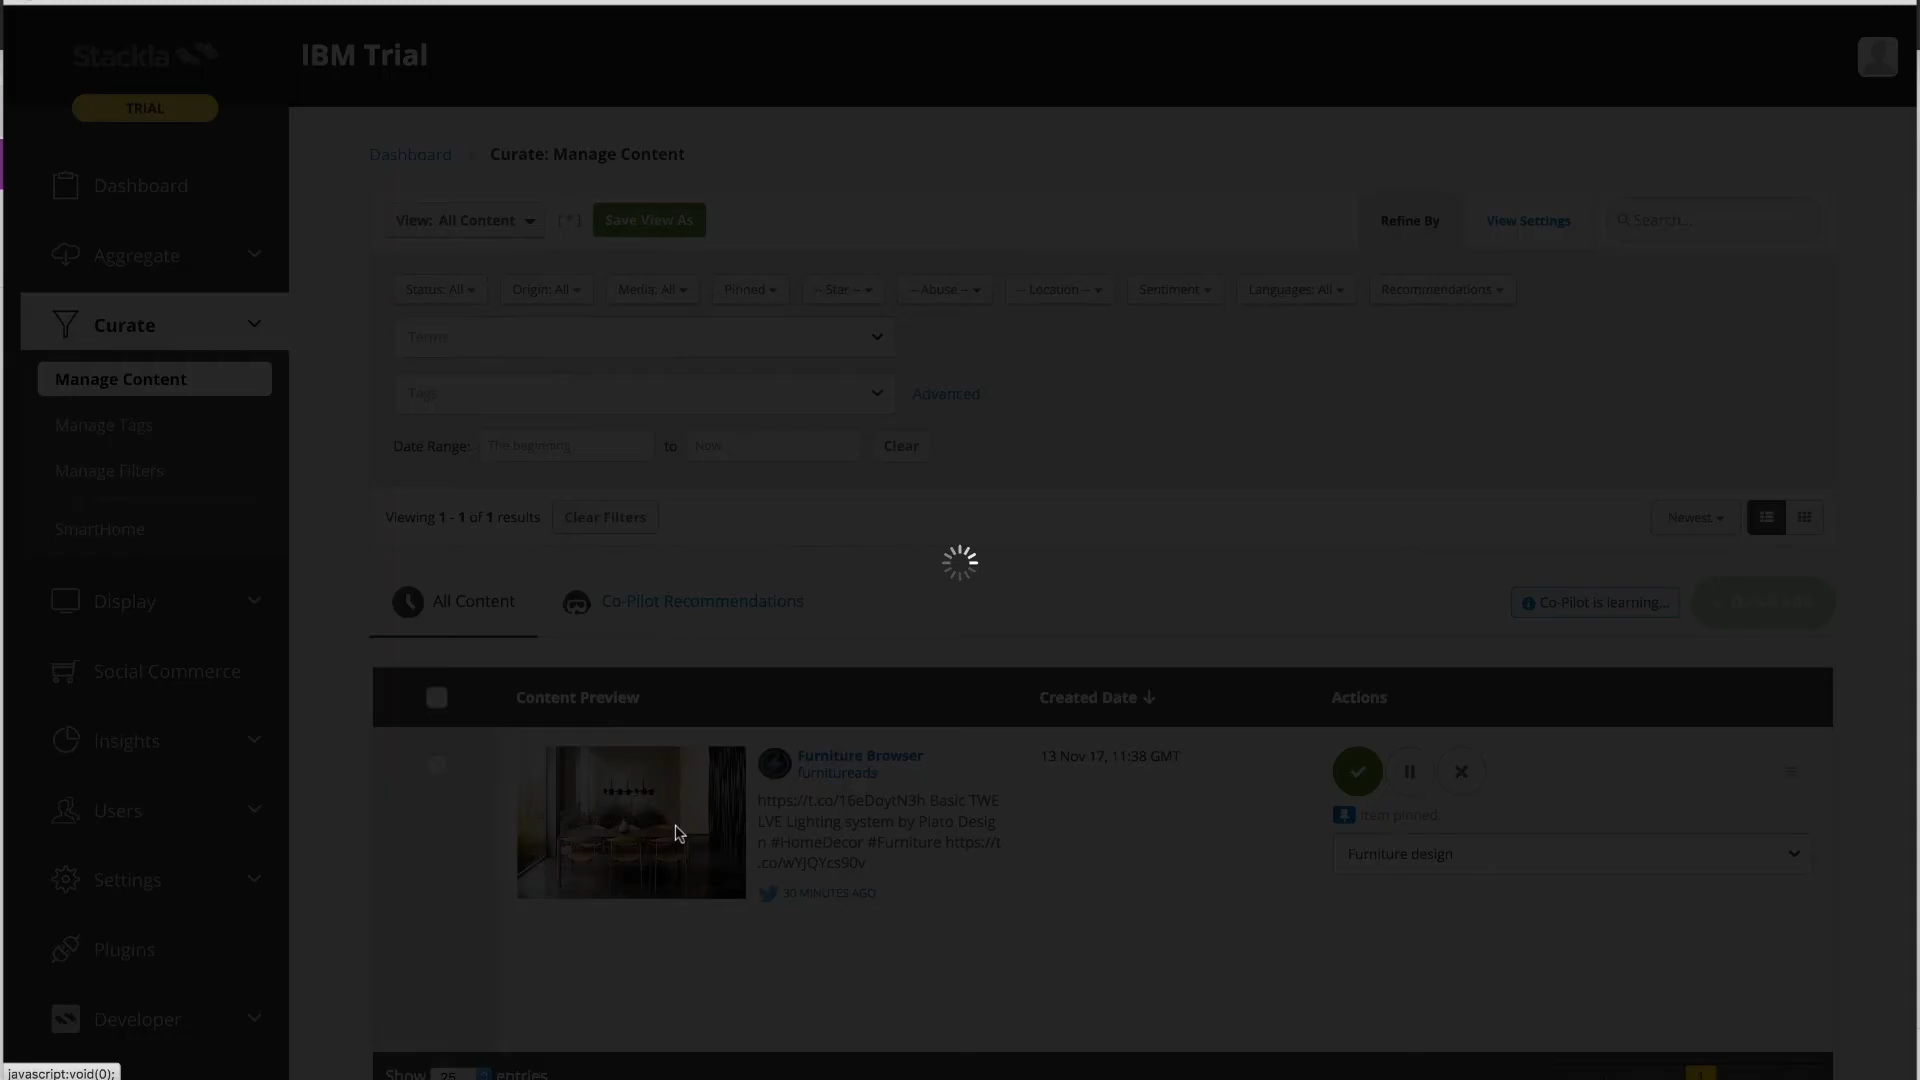 Stackla
IBM Trial
TRIAL
Dashboard
Aggregate
Curate
Manage Content
Manage Tags
Manage Filters
SmartHome
Display
Social Commerce
Insights
Users
Settings
Plugins
Developer
javascript:void(0);
Dashboard
Curate: Manage Content
View: All Content
[ * ]
Save View As
Refine By
View Settings
Search...
Status: All
Origin: All
Media: All
Pinned
-- Star --
-- Abuse --
-- Location --
Sentiment
Languages: All
Recommendations
Terms
Tags
Advanced
Date Range: The beginning to Now Clear
Viewing 1 - 1 of 1 results
Clear Filters
Newest
All Content
Co-Pilot Recommendations
Co-Pilot is learning...
Content Preview
Created Date
Actions
Furniture Browser
furnitureads
https://t.co/16eDoytN3h Basic TWE
LVE Lighting system by Plato Desig
n #HomeDecor #Furniture https://t
.co/wYJQYcs90v
30 MINUTES AGO
13 Nov 17, 11:38 GMT
Item pinned
Furniture design
Show 25 entries
1